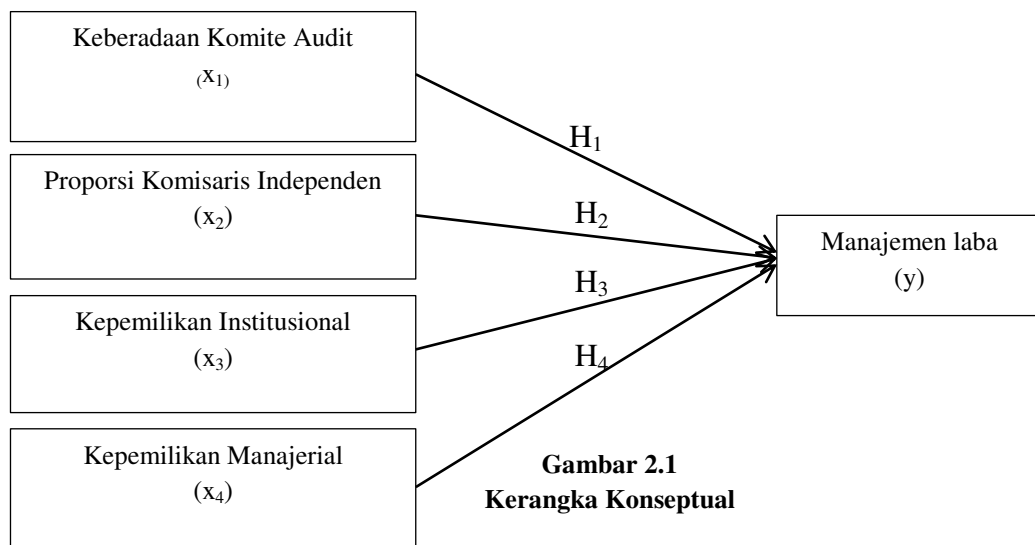 Keberadaan Komite Audit
(x1)
Proporsi Komisaris Independen
(x2)
Kepemilikan Institusional
(x3)
Kepemilikan Manajerial
(x4)
H1
H2
H3
H4
Manajemen laba
(y)
Gambar 2.1
Kerangka Konseptual